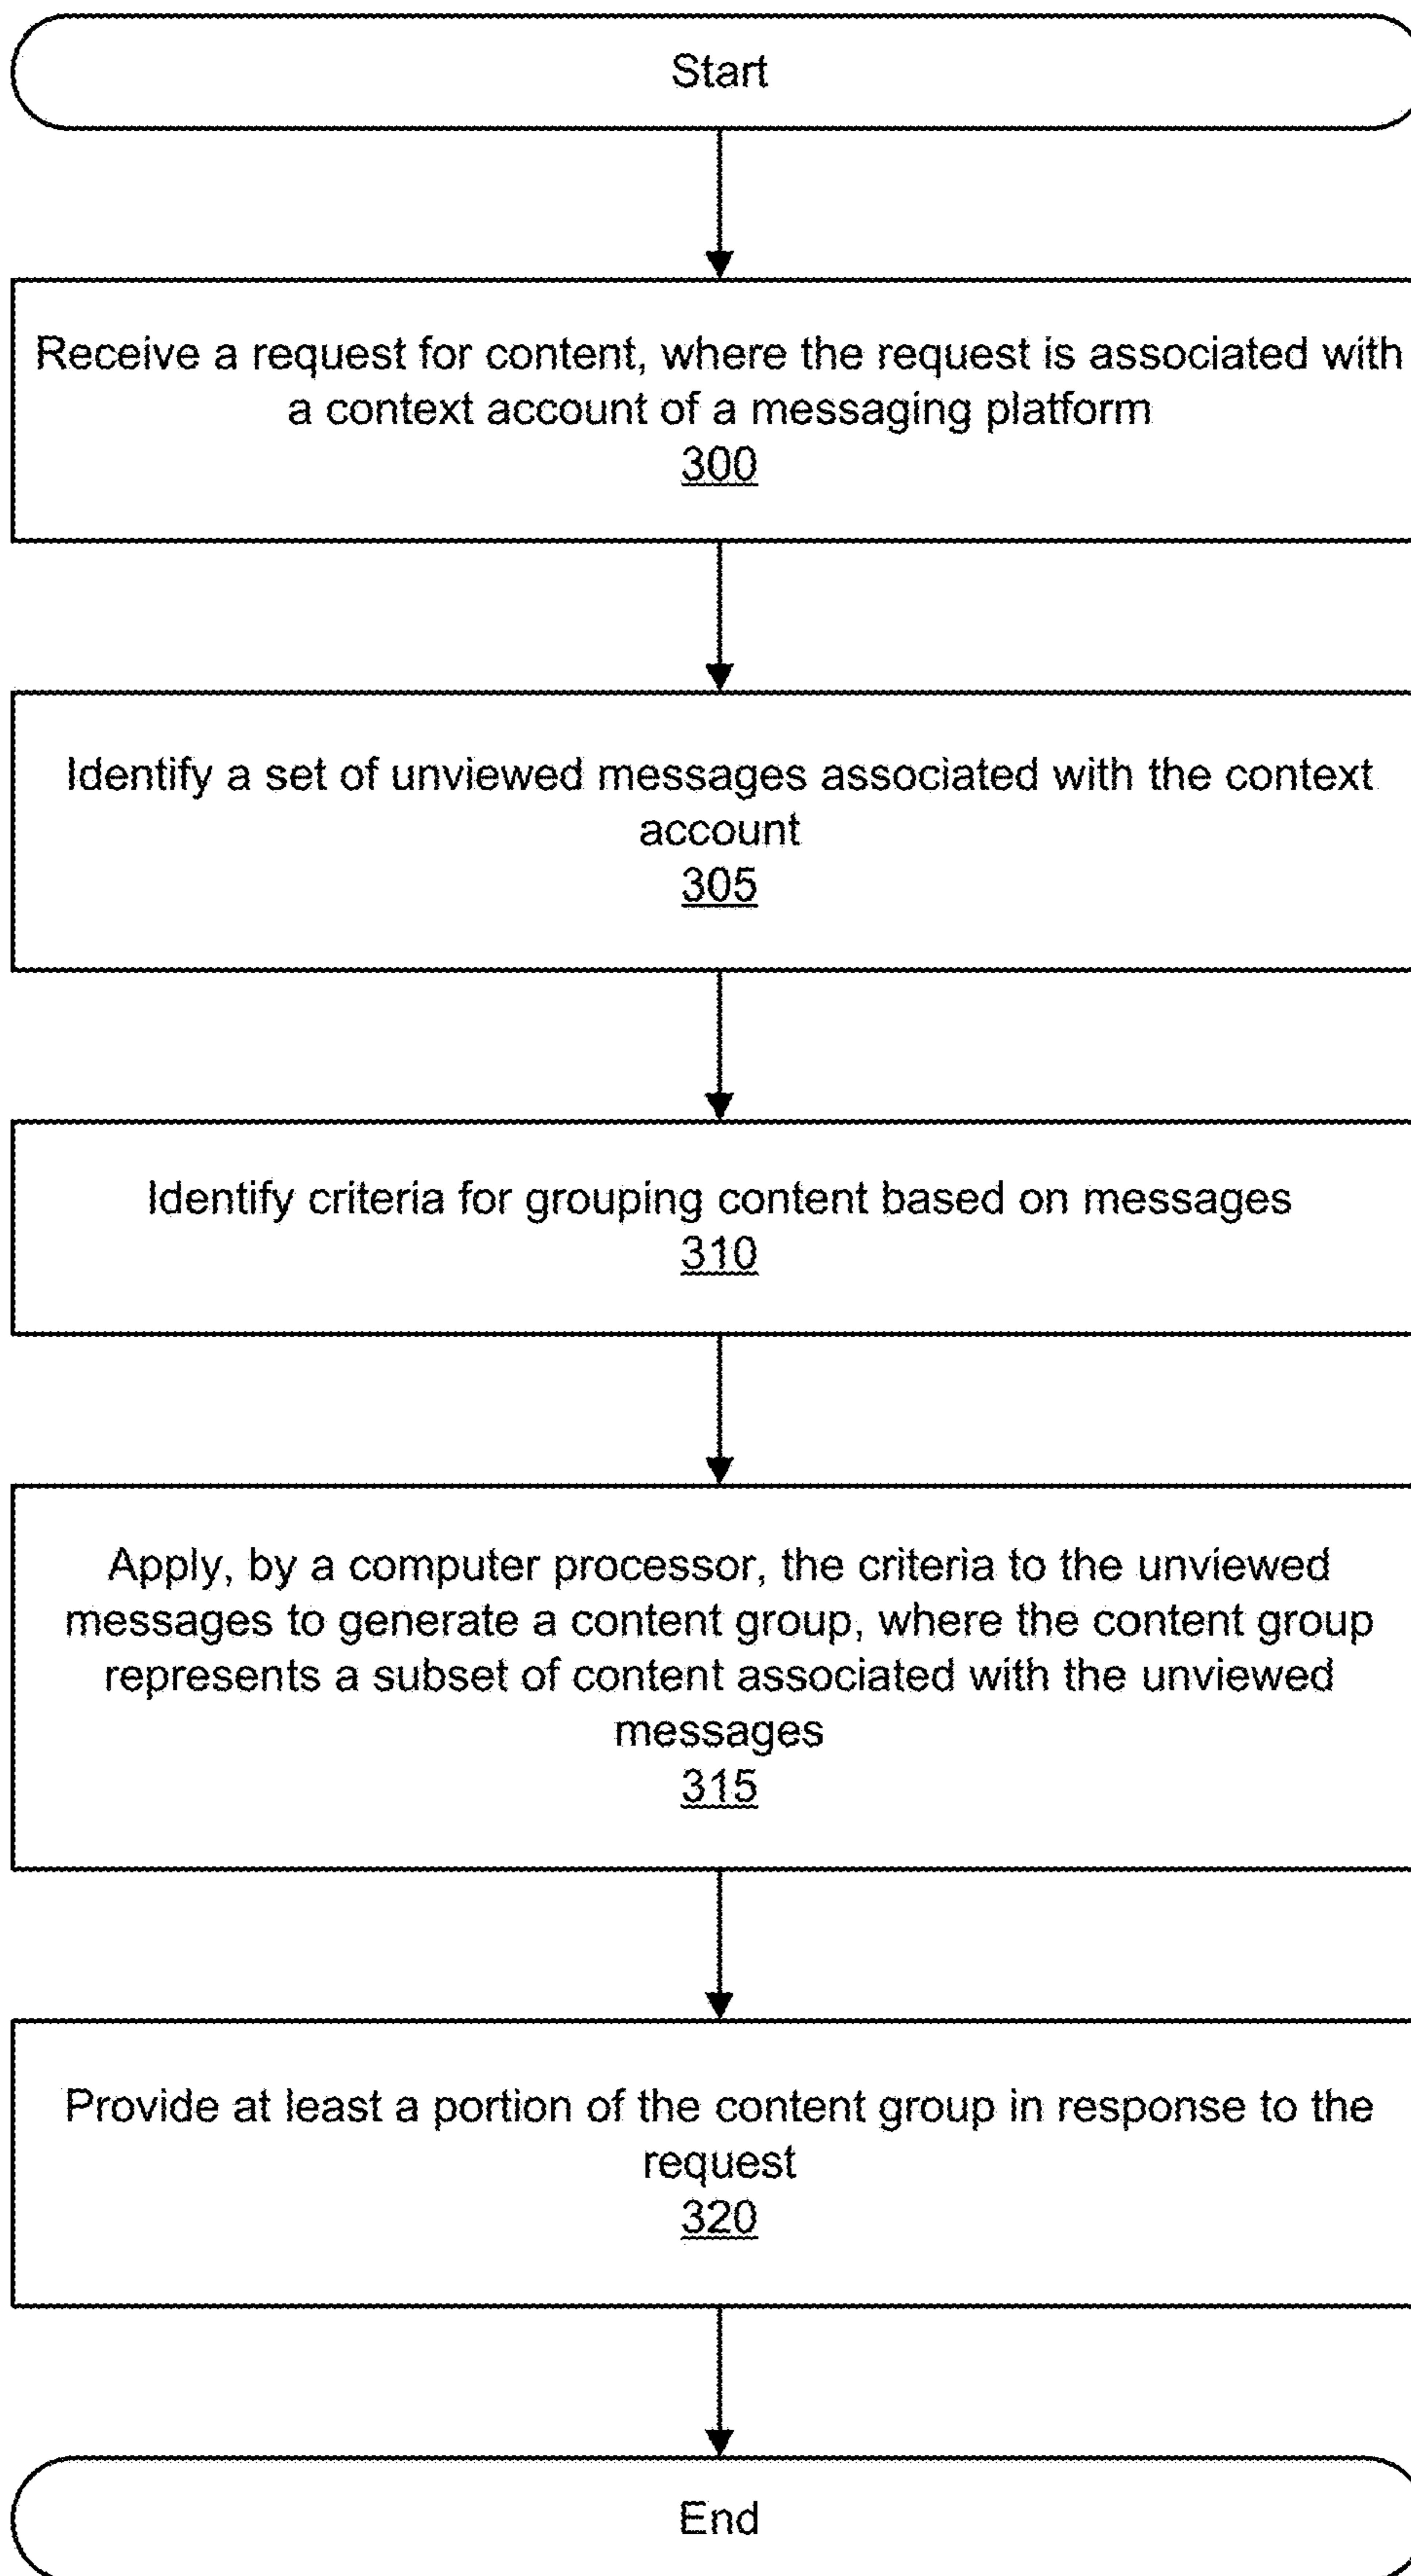 Start
Receive a request for content, where the request is associated with
a context account of a messaging platform
300
Identify a set of unviewed messages associated with the context
account
305
Identify criteria for grouping content based on messages
310
Apply, by a computer processor, the criteria to the unviewed
messages to generate a content group, where the content group
represents a subset of content associated with the unviewed
messages
315
Provide at least a portion of the content group in response to the
request
320
End